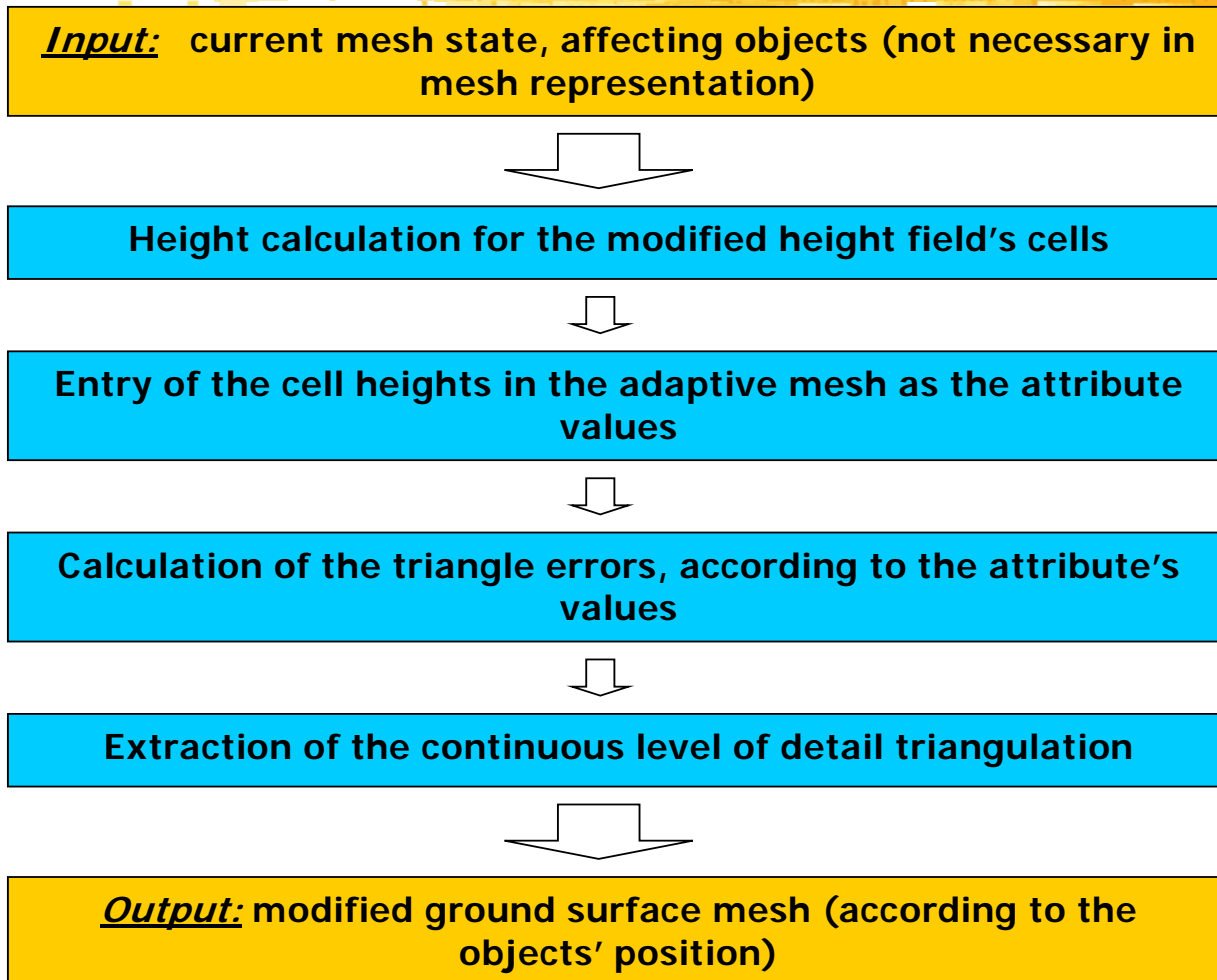 Input: current mesh state, affecting objects (not necessary in
mesh representation)
Height calculation for the modified height field's cells
Entry of the cell heights in the adaptive mesh as the attribute
values
Calculation of the triangle errors, according to the attribute's
values
Extraction of the continuous level of detail triangulation
Output: modified ground surface mesh (according to the
objects' position)